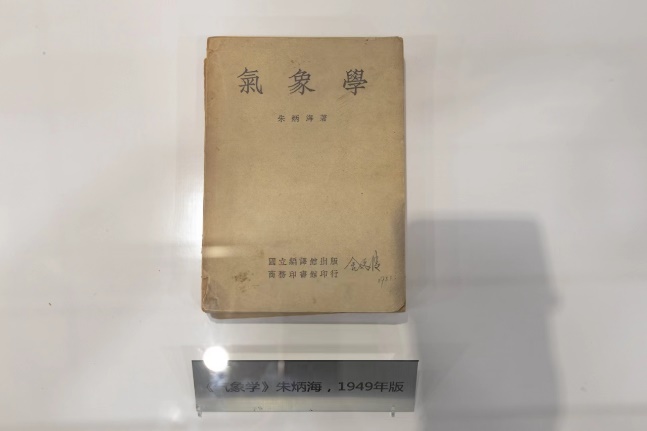 氣象學
朱炳海著
國立編譯館出版
商務印書館印行
《气象学》朱炳海，1949年版